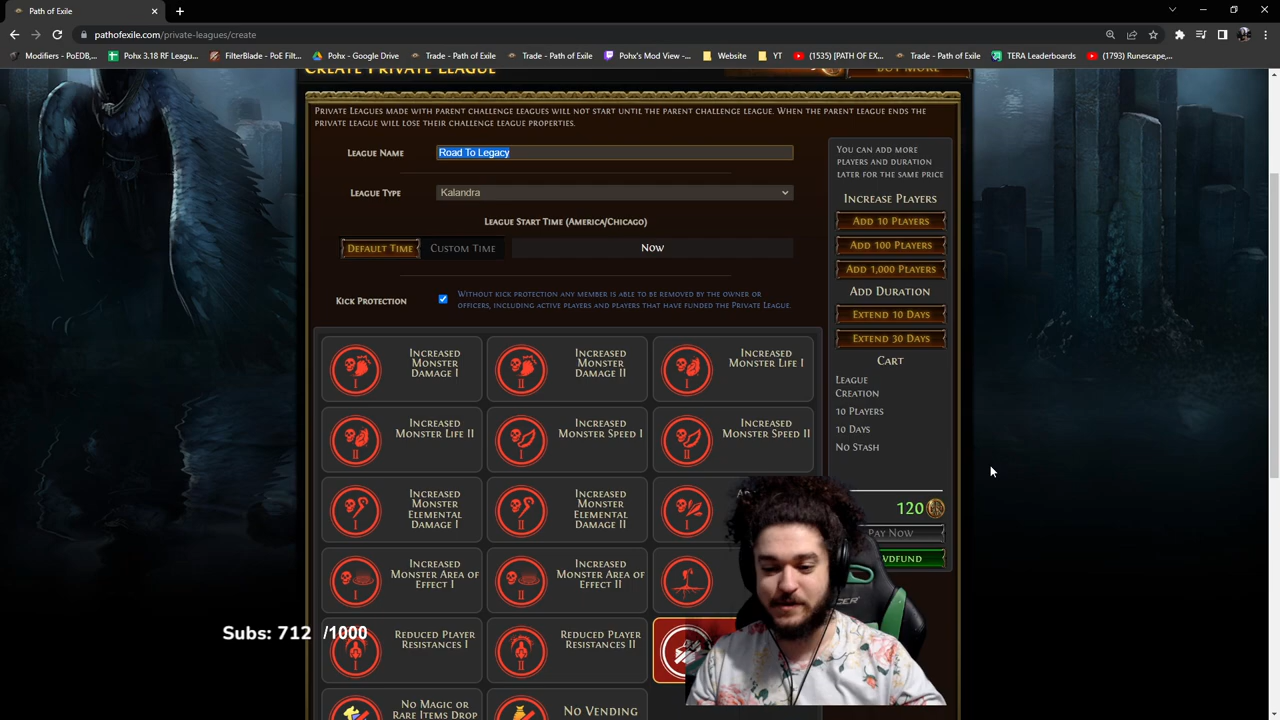 Path of Exile
pathofexile.com/private-leagues/create
Modifiers - PoEDB,...
Pohx 3.18 RF Leagu...
FilterBlade - PoE Filt...
Pohx - Google Drive
Trade - Path of Exile
Trade - Path of Exile
Pohx's Mod View -...
Website
YT
(1535) [PATH OF EX...
Trade - Path of Exile
TERA Leaderboards
(1793) Runescape,...
Create Private League
Buy More
Private Leagues made with parent challenge leagues will not start until the parent challenge league. When the parent league ends the
private league will lose their challenge league properties.
League Name
Road To Legacy
League Type
Kalandra
League Start Time (America/Chicago)
Default Time
Custom Time
Now
Kick Protection
Without kick protection any member is able to be removed by the owner or
officers, including active players and players that have funded the Private League.
Increased
Monster
Damage I
Increased
Monster
Damage II
Increased
Monster Life I
Increased
Monster Life II
Increased
Monster Speed I
Increased
Monster Speed II
Increased
Monster
Elemental
Damage I
Increased
Monster
Elemental
Damage II
Increased
Monster Area of
Effect I
Increased
Monster Area of
Effect II
Reduced Player
Resistances I
Reduced Player
Resistances II
No Magic or
Rare Items Drop
No Vending
You can add more
players and duration
later for the same price
Increase Players
Add 10 Players
Add 100 Players
Add 1,000 Players
Add Duration
Extend 10 Days
Extend 30 Days
Cart
League
Creation
10 Players
10 Days
No Stash
120
Pay Now
Subs: 712 /1000